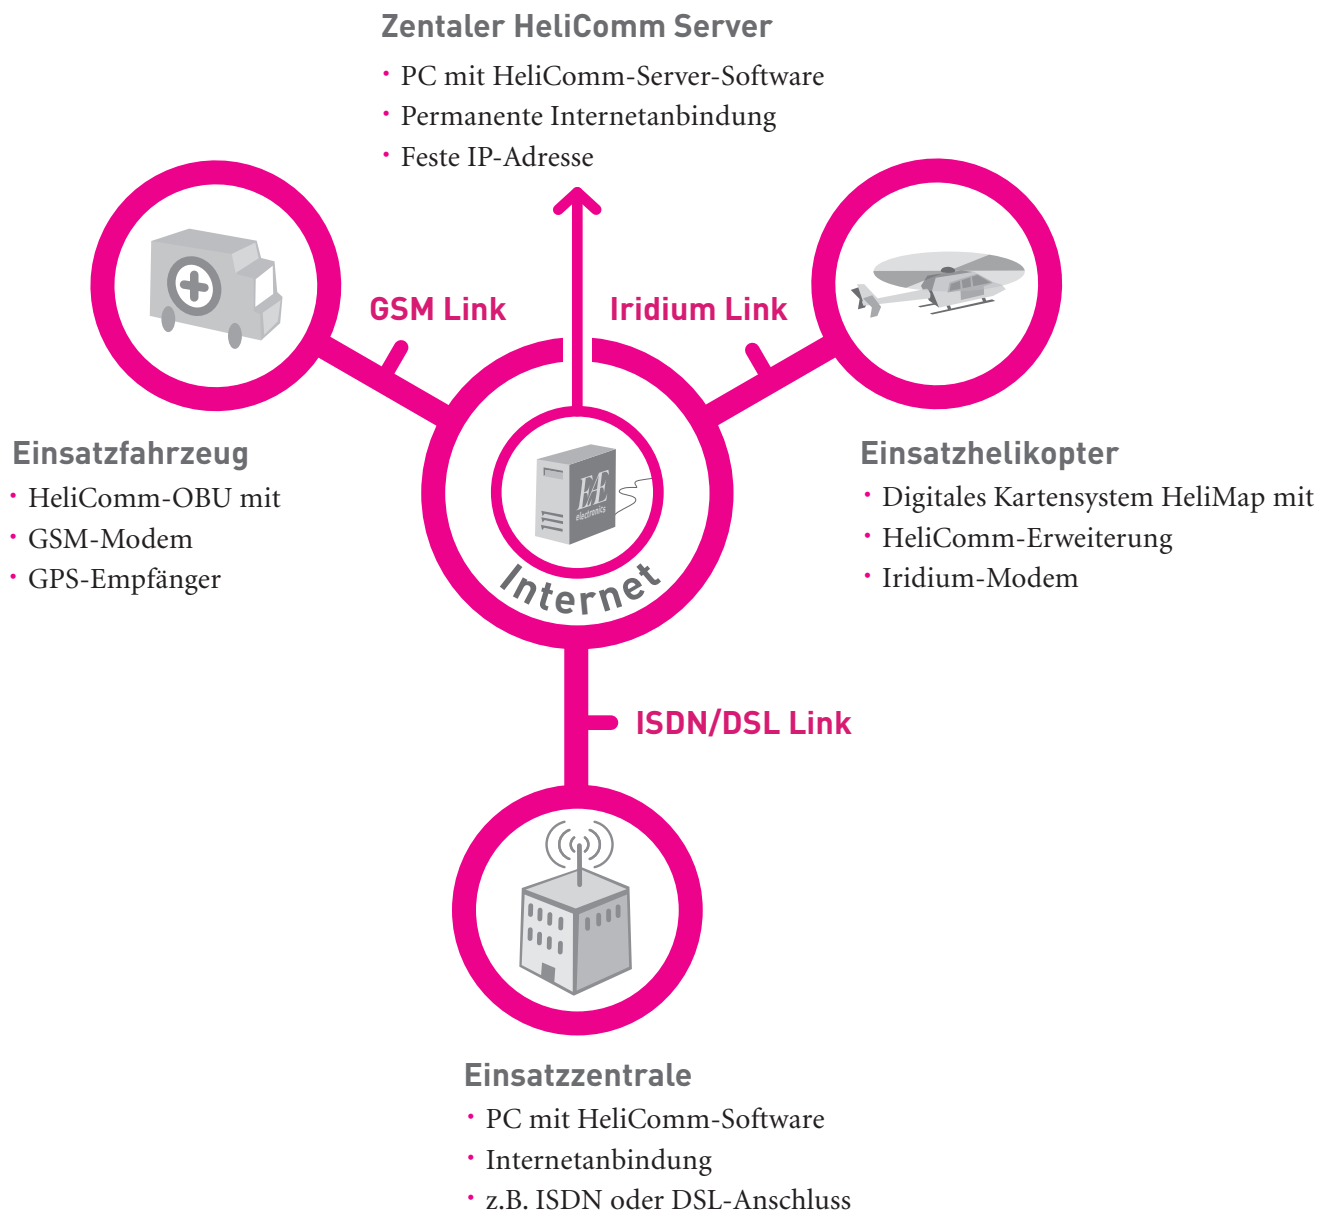 Zentaler HeliComm Server
• PC mit HeliComm-Server-Software
• Permanente Internetanbindung
• Feste IP-Adresse
GSM Link
Iridium Link
Einsatzfahrzeug
• HeliComm-OBU mit
• GSM-Modem
• GPS-Empfänger
EÆ
electronics
Internet
Einsatzhelikopter
• Digitales Kartensystem HeliMap mit
• HeliComm-Erweiterung
• Iridium-Modem
ISDN/DSL Link
Einsatzzentrale
• PC mit HeliComm-Software
• Internetanbindung
• z.B. ISDN oder DSL-Anschluss